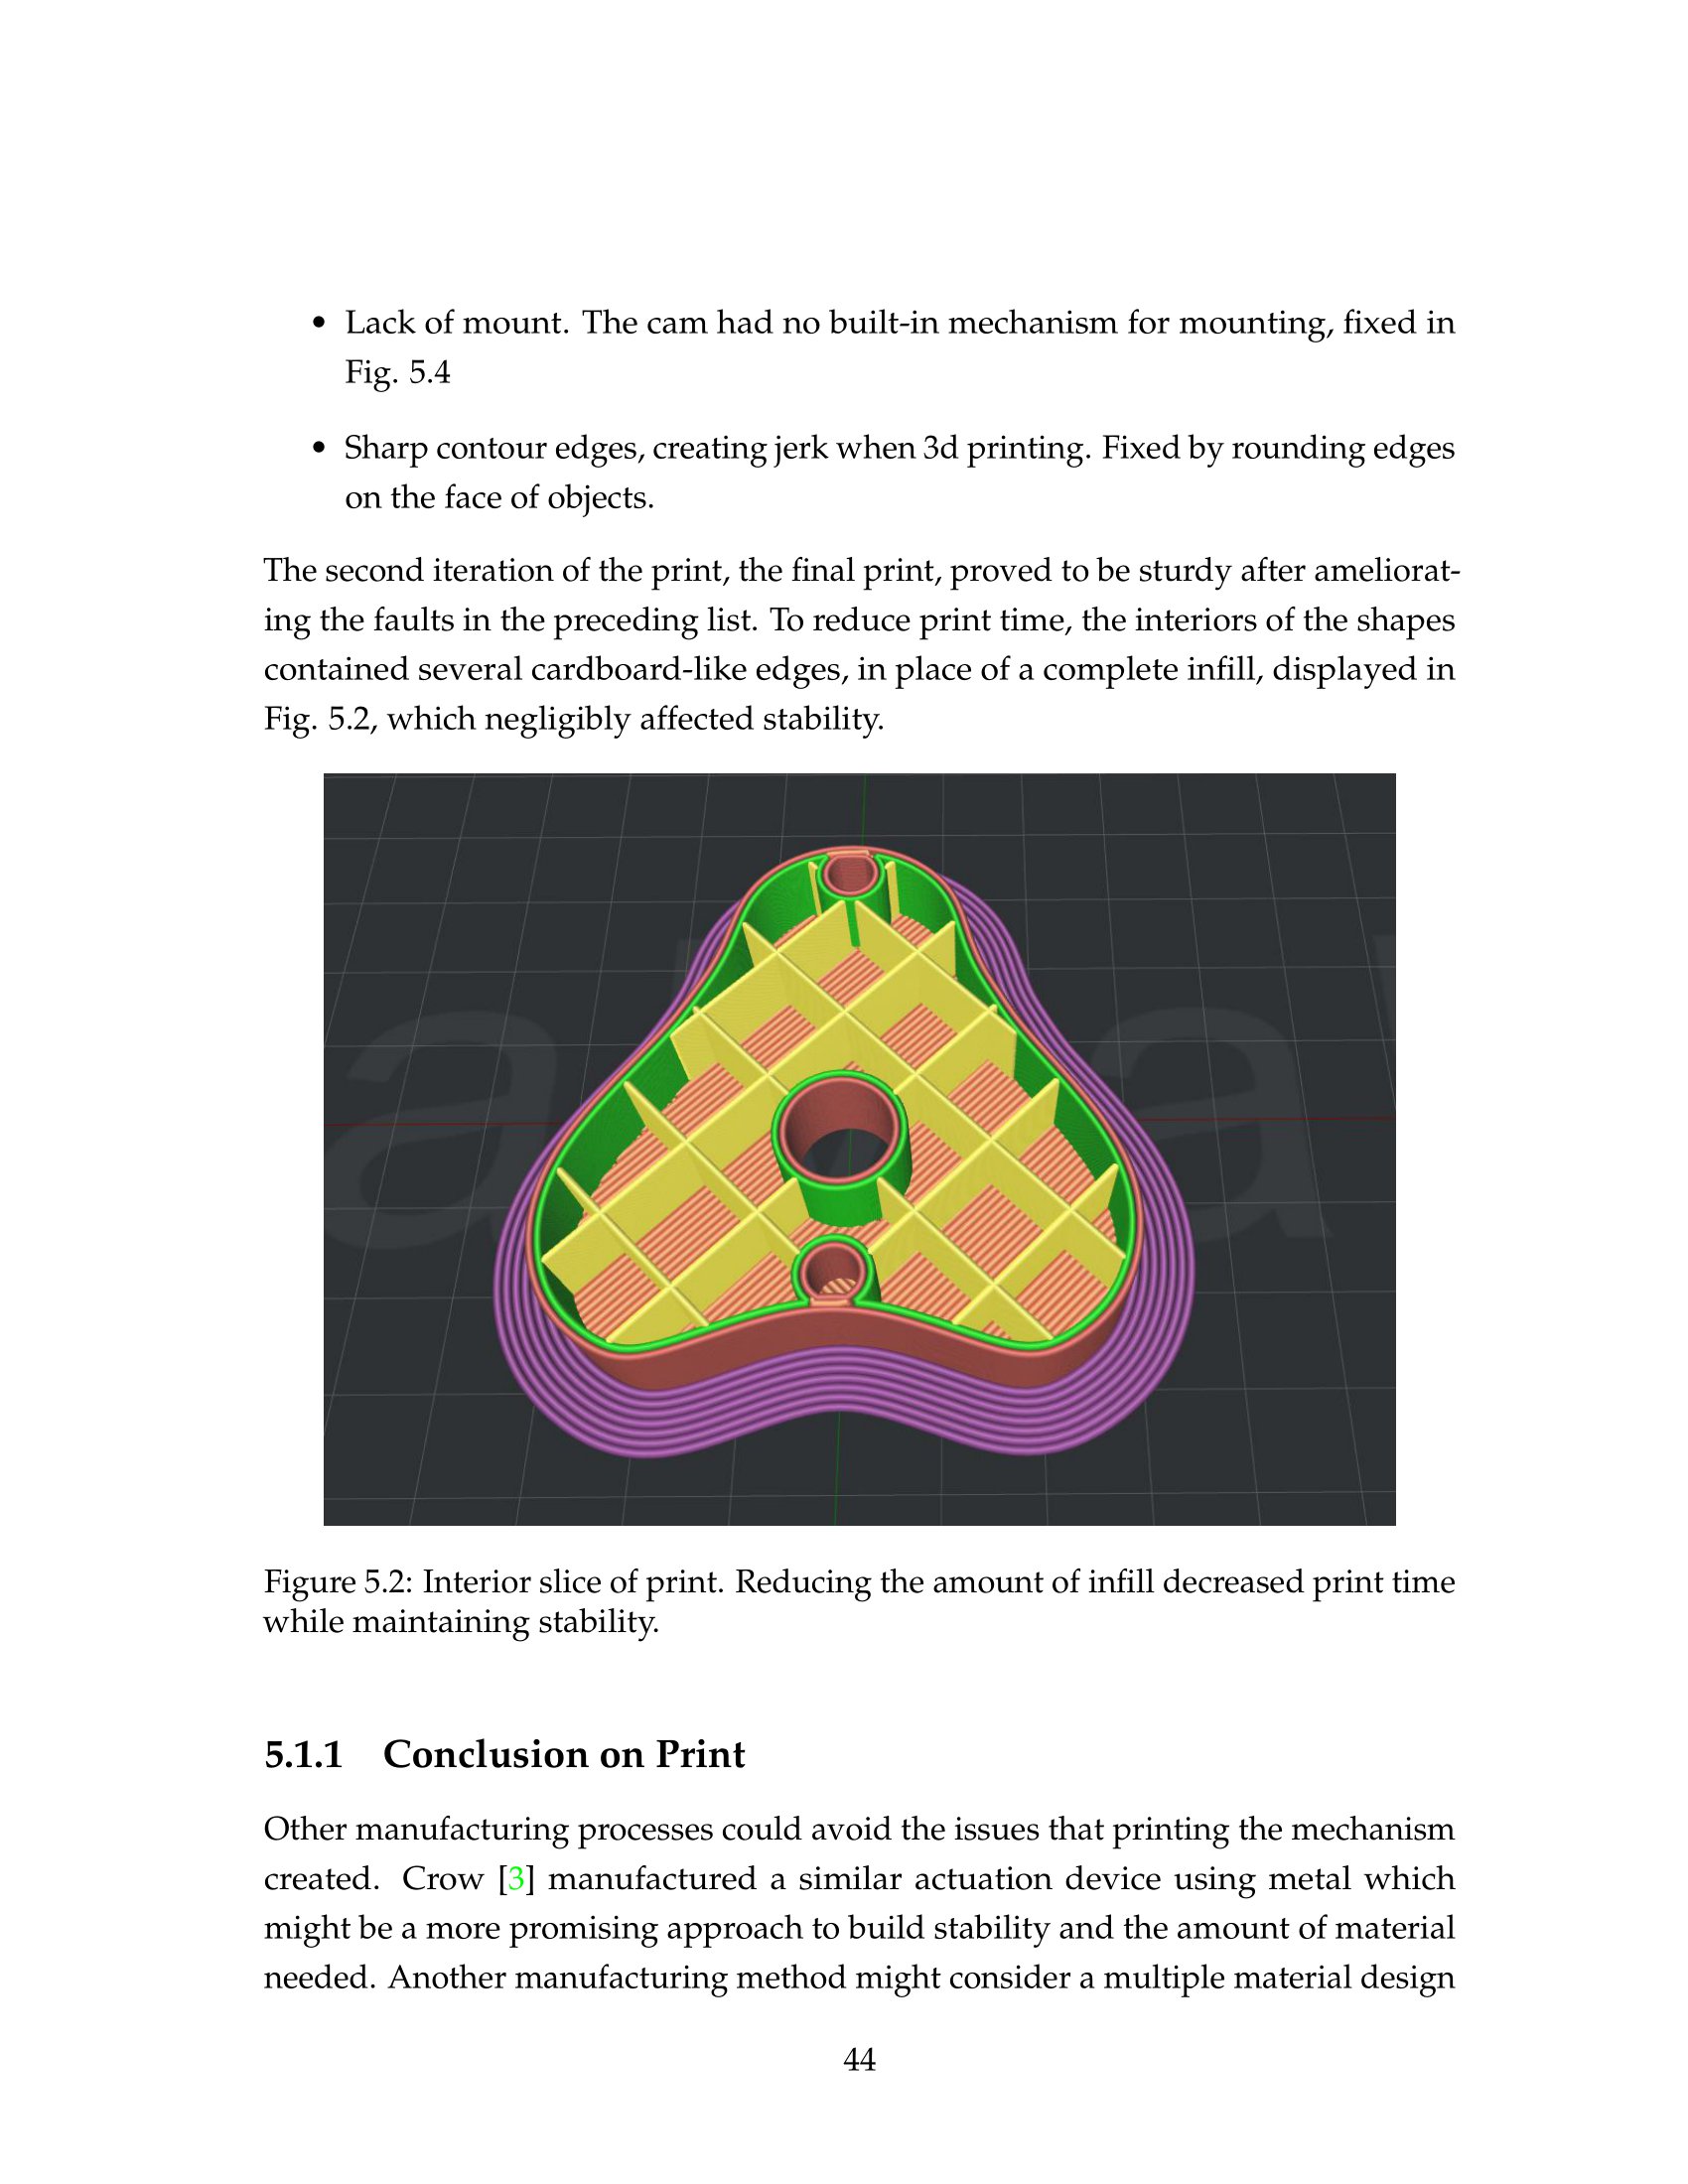 • Lack of mount. The cam had no built-in mechanism for mounting, fixed in
Fig. 5.4
• Sharp contour edges, creating jerk when 3d printing. Fixed by rounding edges
on the face of objects.
The second iteration of the print, the final print, proved to be sturdy after ameliorat-
ing the faults in the preceding list. To reduce print time, the interiors of the shapes
contained several cardboard-like edges, in place of a complete infill, displayed in
Fig. 5.2, which negligibly affected stability.
Figure 5.2: Interior slice of print. Reducing the amount of infill decreased print time
while maintaining stability.
5.1.1 Conclusion on Print
Other manufacturing processes could avoid the issues that printing the mechanism
created. Crow [3] manufactured a similar actuation device using metal which
might be a more promising approach to build stability and the amount of material
needed. Another manufacturing method might consider a multiple material design
44